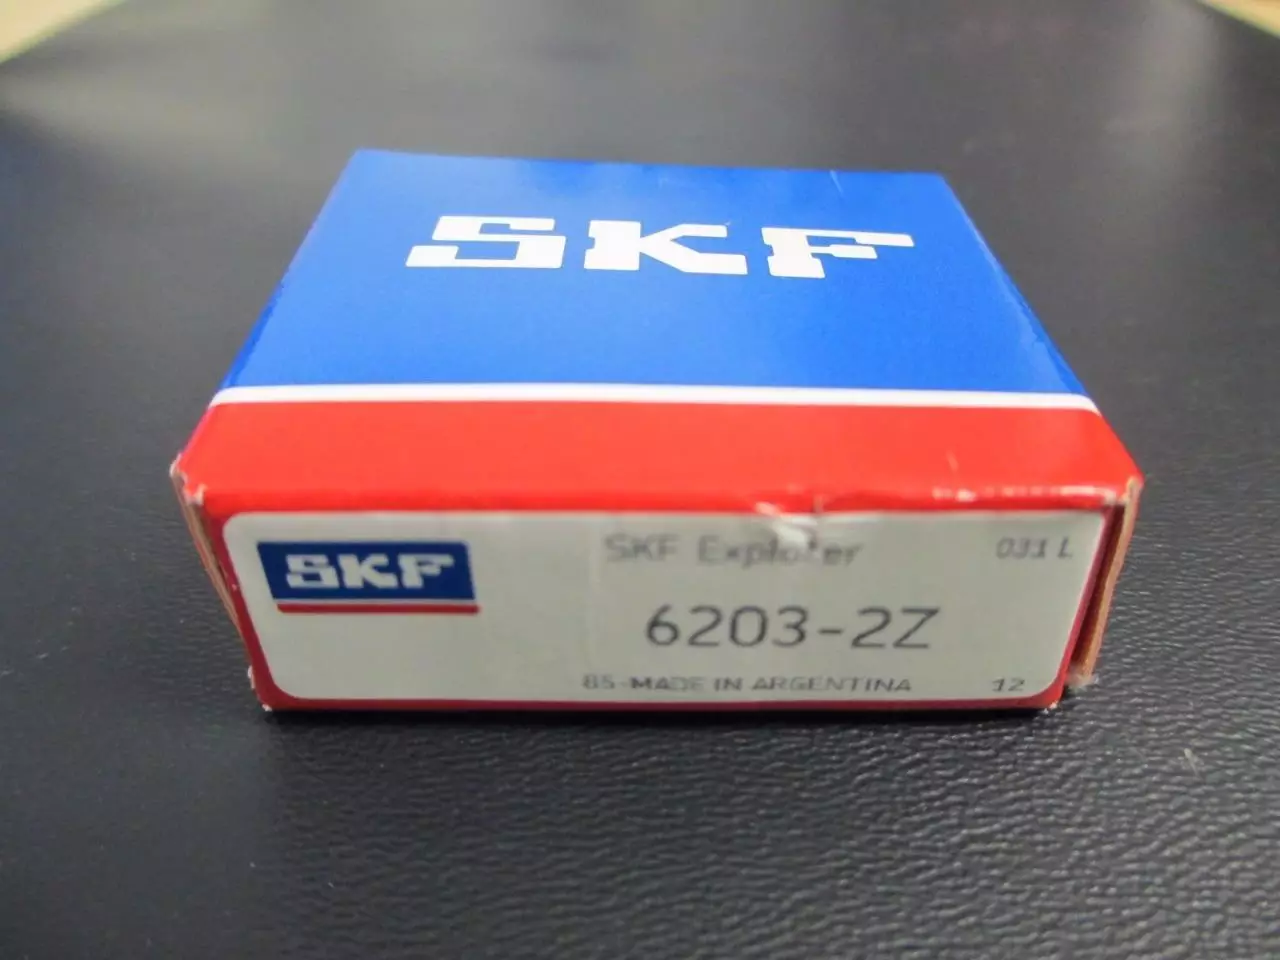 SKF
SKF
SKF Explorer
031 L
6203-2Z
85-MADE IN ARGENTINA
12